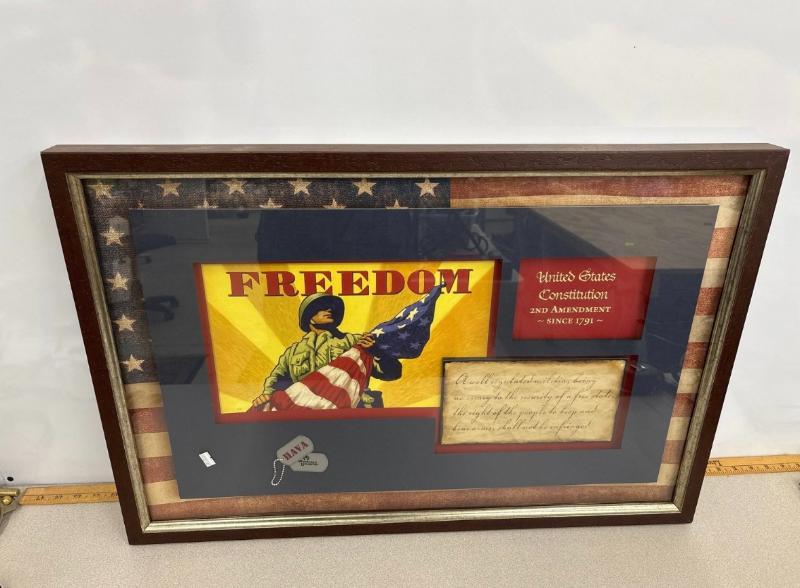 FREEDOM
United States
Constitution
2ND AMENDMENT
~ SINCE 1791 ~
A well regulated militia, being
necessary to the security of a free state,
the right of the people to keep and
bear arms, shall not be infringed.
HAVA